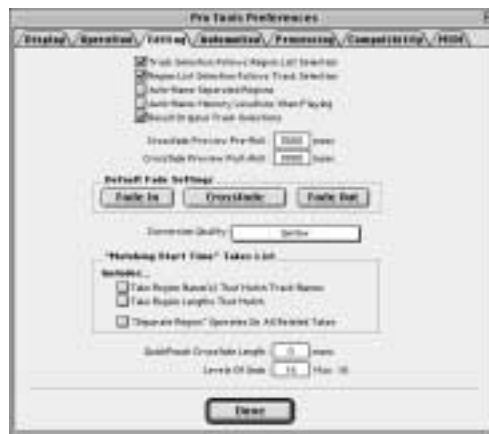 Pro Tools Preferences
Display Operation Editing Automation Processing Compatibility MIDI
Track Selection Follows Region List Selection
Region List Selection Follows Track Selection
Auto-Name Separated Regions
Auto-Name Memory Locations When Playing
Recall Original Track Selections
Crossfade Preview Pre-Roll: msec
Crossfade Preview Post-Roll: msec
Default Fade Settings
Fade In Crossfade Fade Out
Conversion Quality:
"Matching Start Time" Takes List
Includes...
Take Region Name(s) That Match Track Names
Take Region Lengths That Match
"Separate Region" Operates On All Related Takes
QuickPunch Crossfade Length: msec
Levels Of Undo: 16 Max: 16
Done